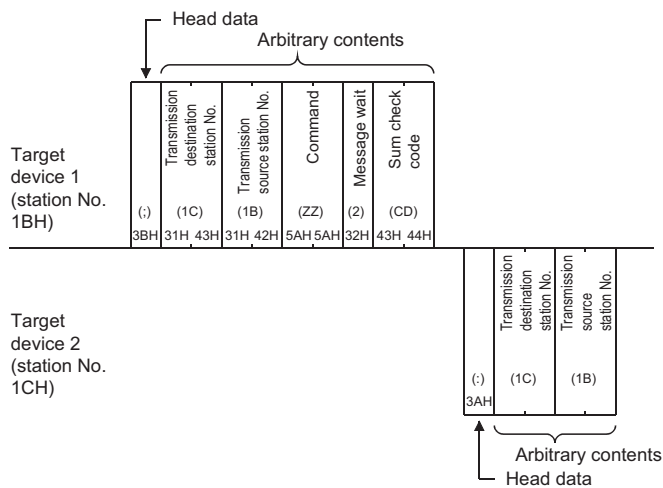 Head data
Arbitrary contents
Target
device 1
(station No.
1BH)
Transmission
destination
station No.
Transmission
source station No.
Command
Message wait
Sum check
code
(;) (1C) (1B) (ZZ) (2) (CD)
3BH 31H 43H 31H 42H 5AH 5AH 32H 43H 44H
Target
device 2
(station No.
1CH)
Transmission
destination
station No.
Transmission
source
station No.
(:) (1C) (1B)
3AH
Arbitrary contents
Head data